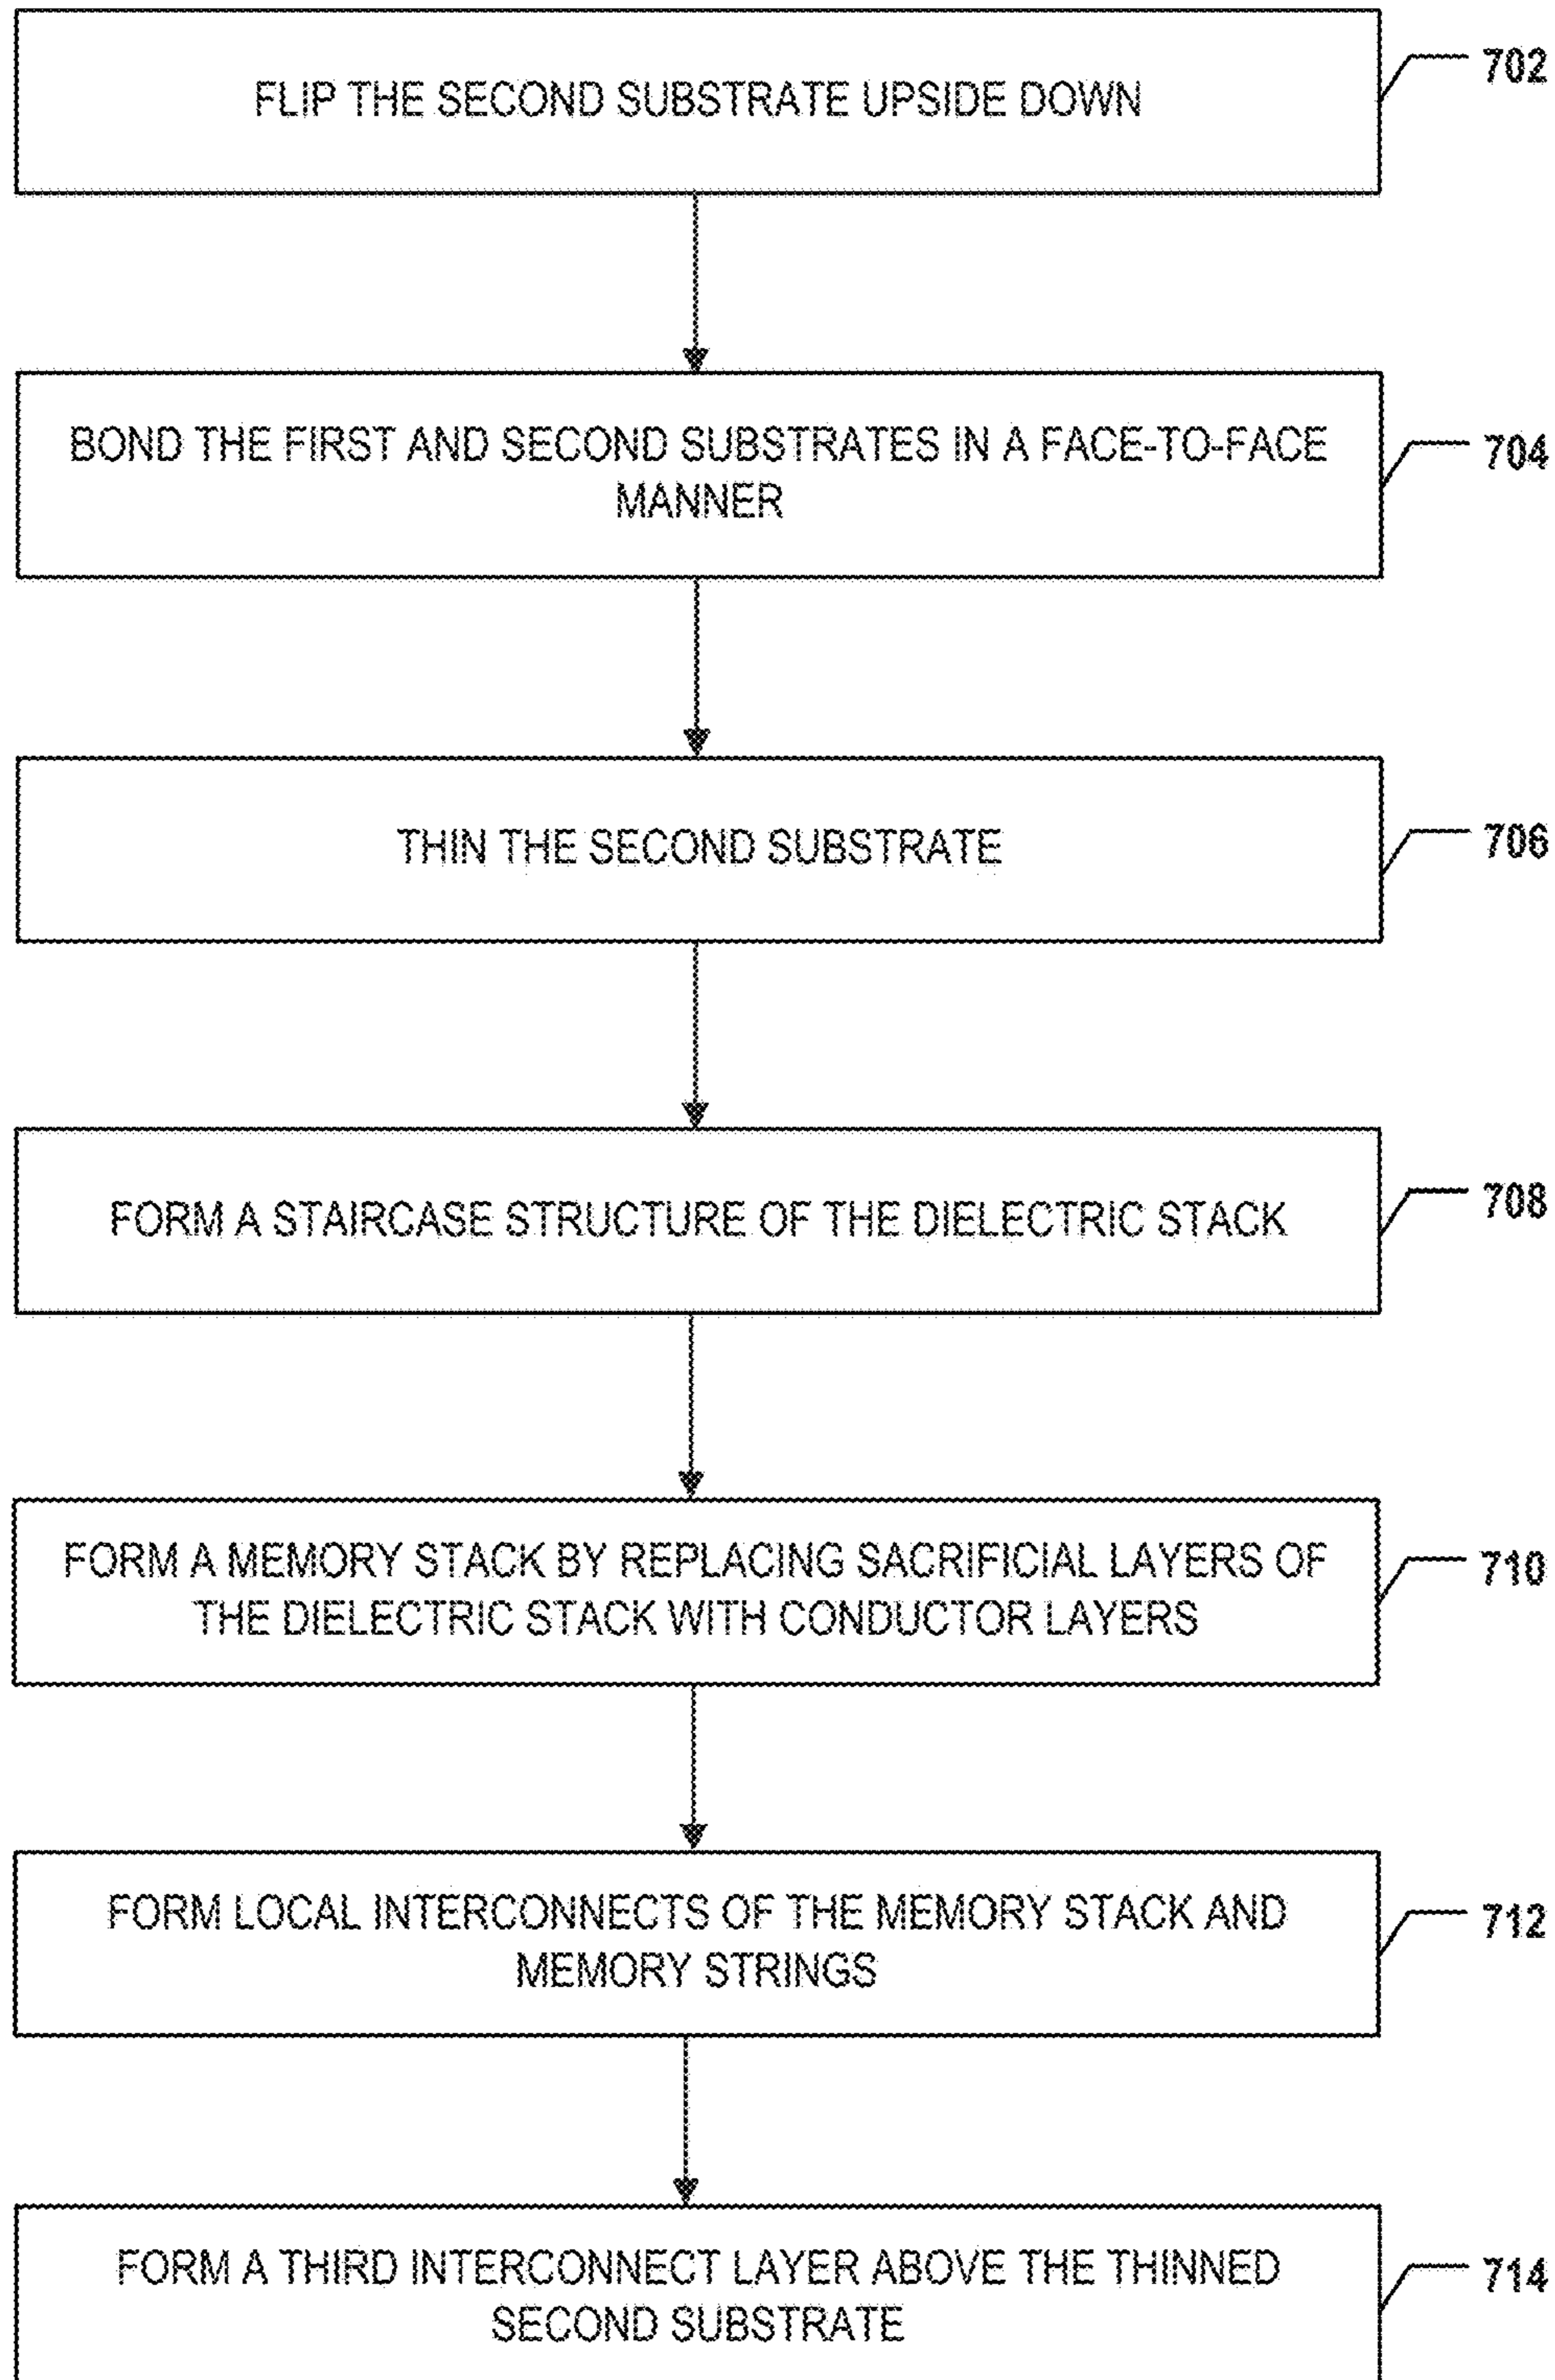 FLIP THE SECOND SUBSTRATE UPSIDE DOWN
702
BOND THE FIRST AND SECOND SUBSTRATES IN A FACE-TO-FACE
MANNER
704
THIN THE SECOND SUBSTRATE
706
FORM A STAIRCASE STRUCTURE OF THE DIELECTRIC STACK
708
FORM A MEMORY STACK BY REPLACING SACRIFICIAL LAYERS OF
THE DIELECTRIC STACK WITH CONDUCTOR LAYERS
710
FORM LOCAL INTERCONNECTS OF THE MEMORY STACK AND
MEMORY STRINGS
712
FORM A THIRD INTERCONNECT LAYER ABOVE THE THINNED
SECOND SUBSTRATE
714